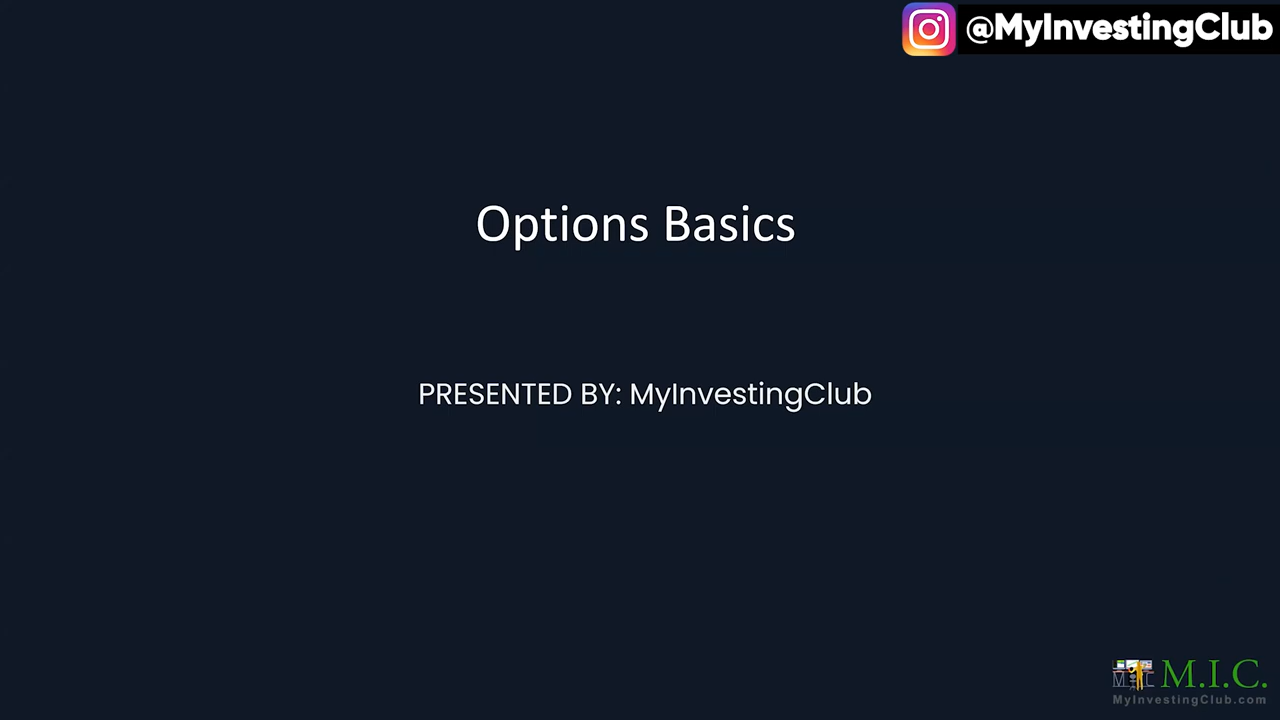 @MyInvestingClub
Options Basics
PRESENTED BY: MyInvestingClub
M.I.C.
MyInvestingClub.com